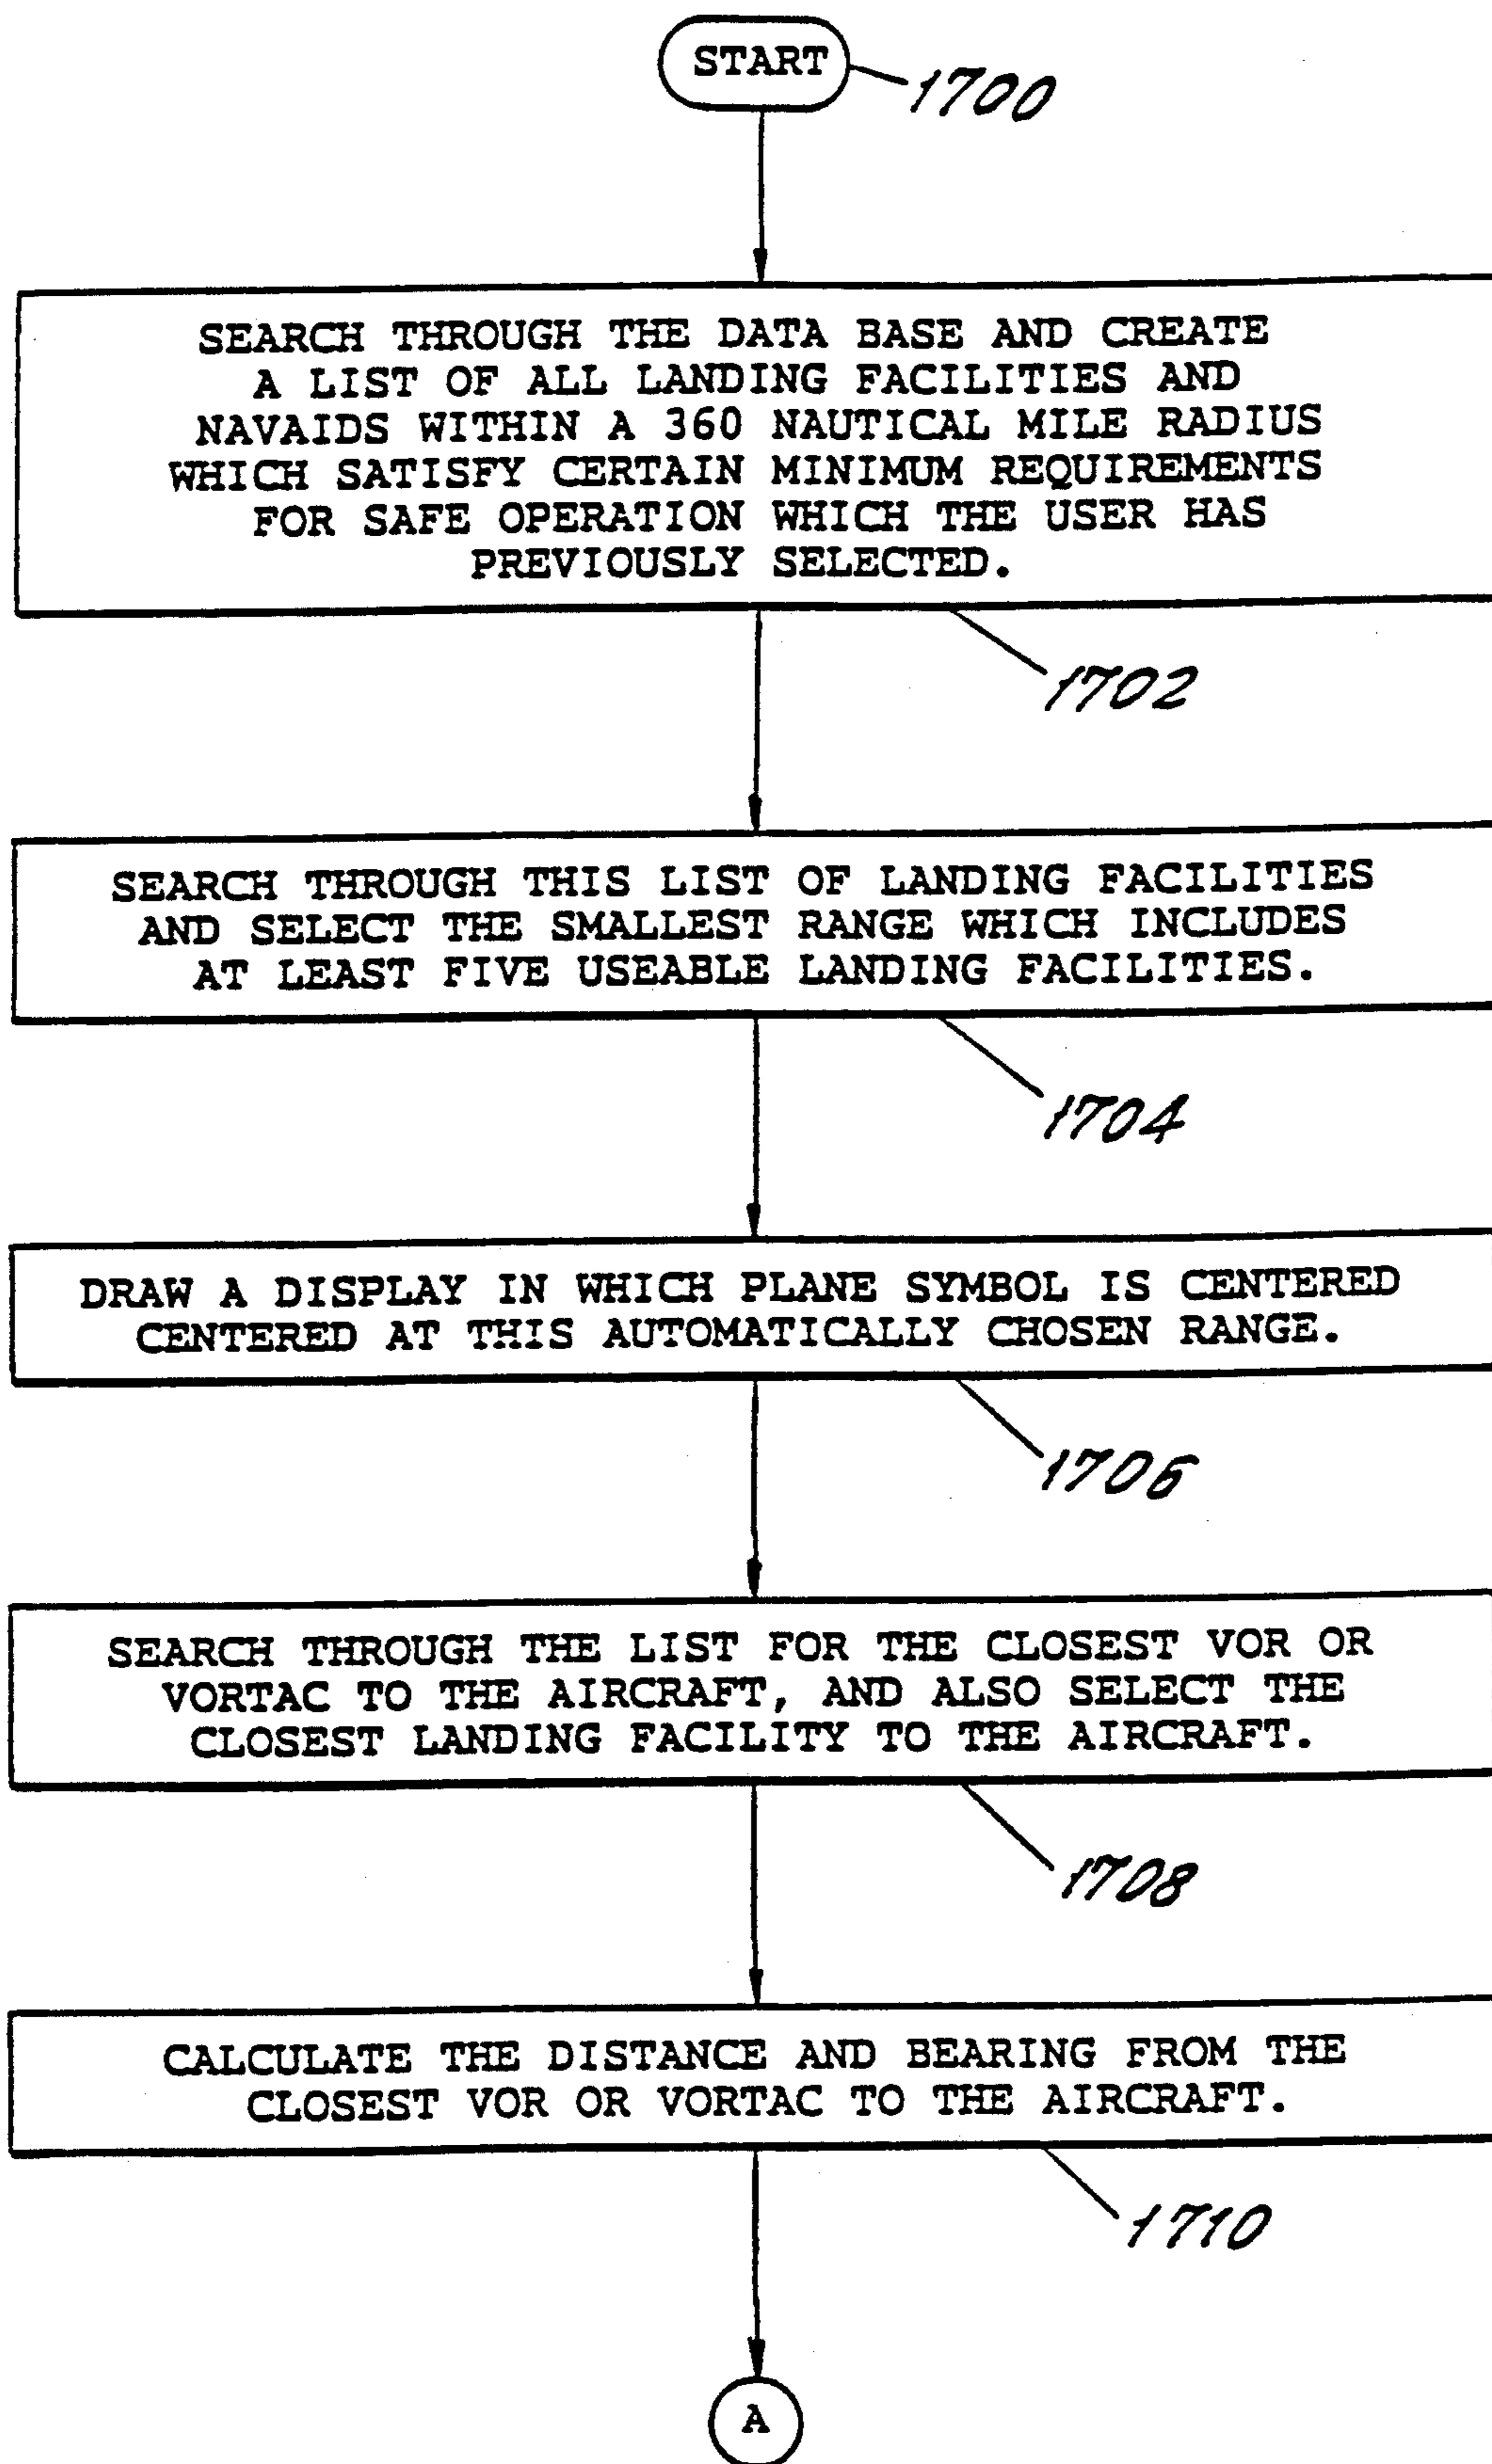 START
1700
SEARCH THROUGH THE DATA BASE AND CREATE
A LIST OF ALL LANDING FACILITIES AND
NAVAIDS WITHIN A 360 NAUTICAL MILE RADIUS
WHICH SATISFY CERTAIN MINIMUM REQUIREMENTS
FOR SAFE OPERATION WHICH THE USER HAS
PREVIOUSLY SELECTED.
1702
SEARCH THROUGH THIS LIST OF LANDING FACILITIES
AND SELECT THE SMALLEST RANGE WHICH INCLUDES
AT LEAST FIVE USEABLE LANDING FACILITIES.
1704
DRAW A DISPLAY IN WHICH PLANE SYMBOL IS CENTERED
CENTERED AT THIS AUTOMATICALLY CHOSEN RANGE.
1706
SEARCH THROUGH THE LIST FOR THE CLOSEST VOR OR
VORTAC TO THE AIRCRAFT, AND ALSO SELECT THE
CLOSEST LANDING FACILITY TO THE AIRCRAFT.
1708
CALCULATE THE DISTANCE AND BEARING FROM THE
CLOSEST VOR OR VORTAC TO THE AIRCRAFT.
1710
A